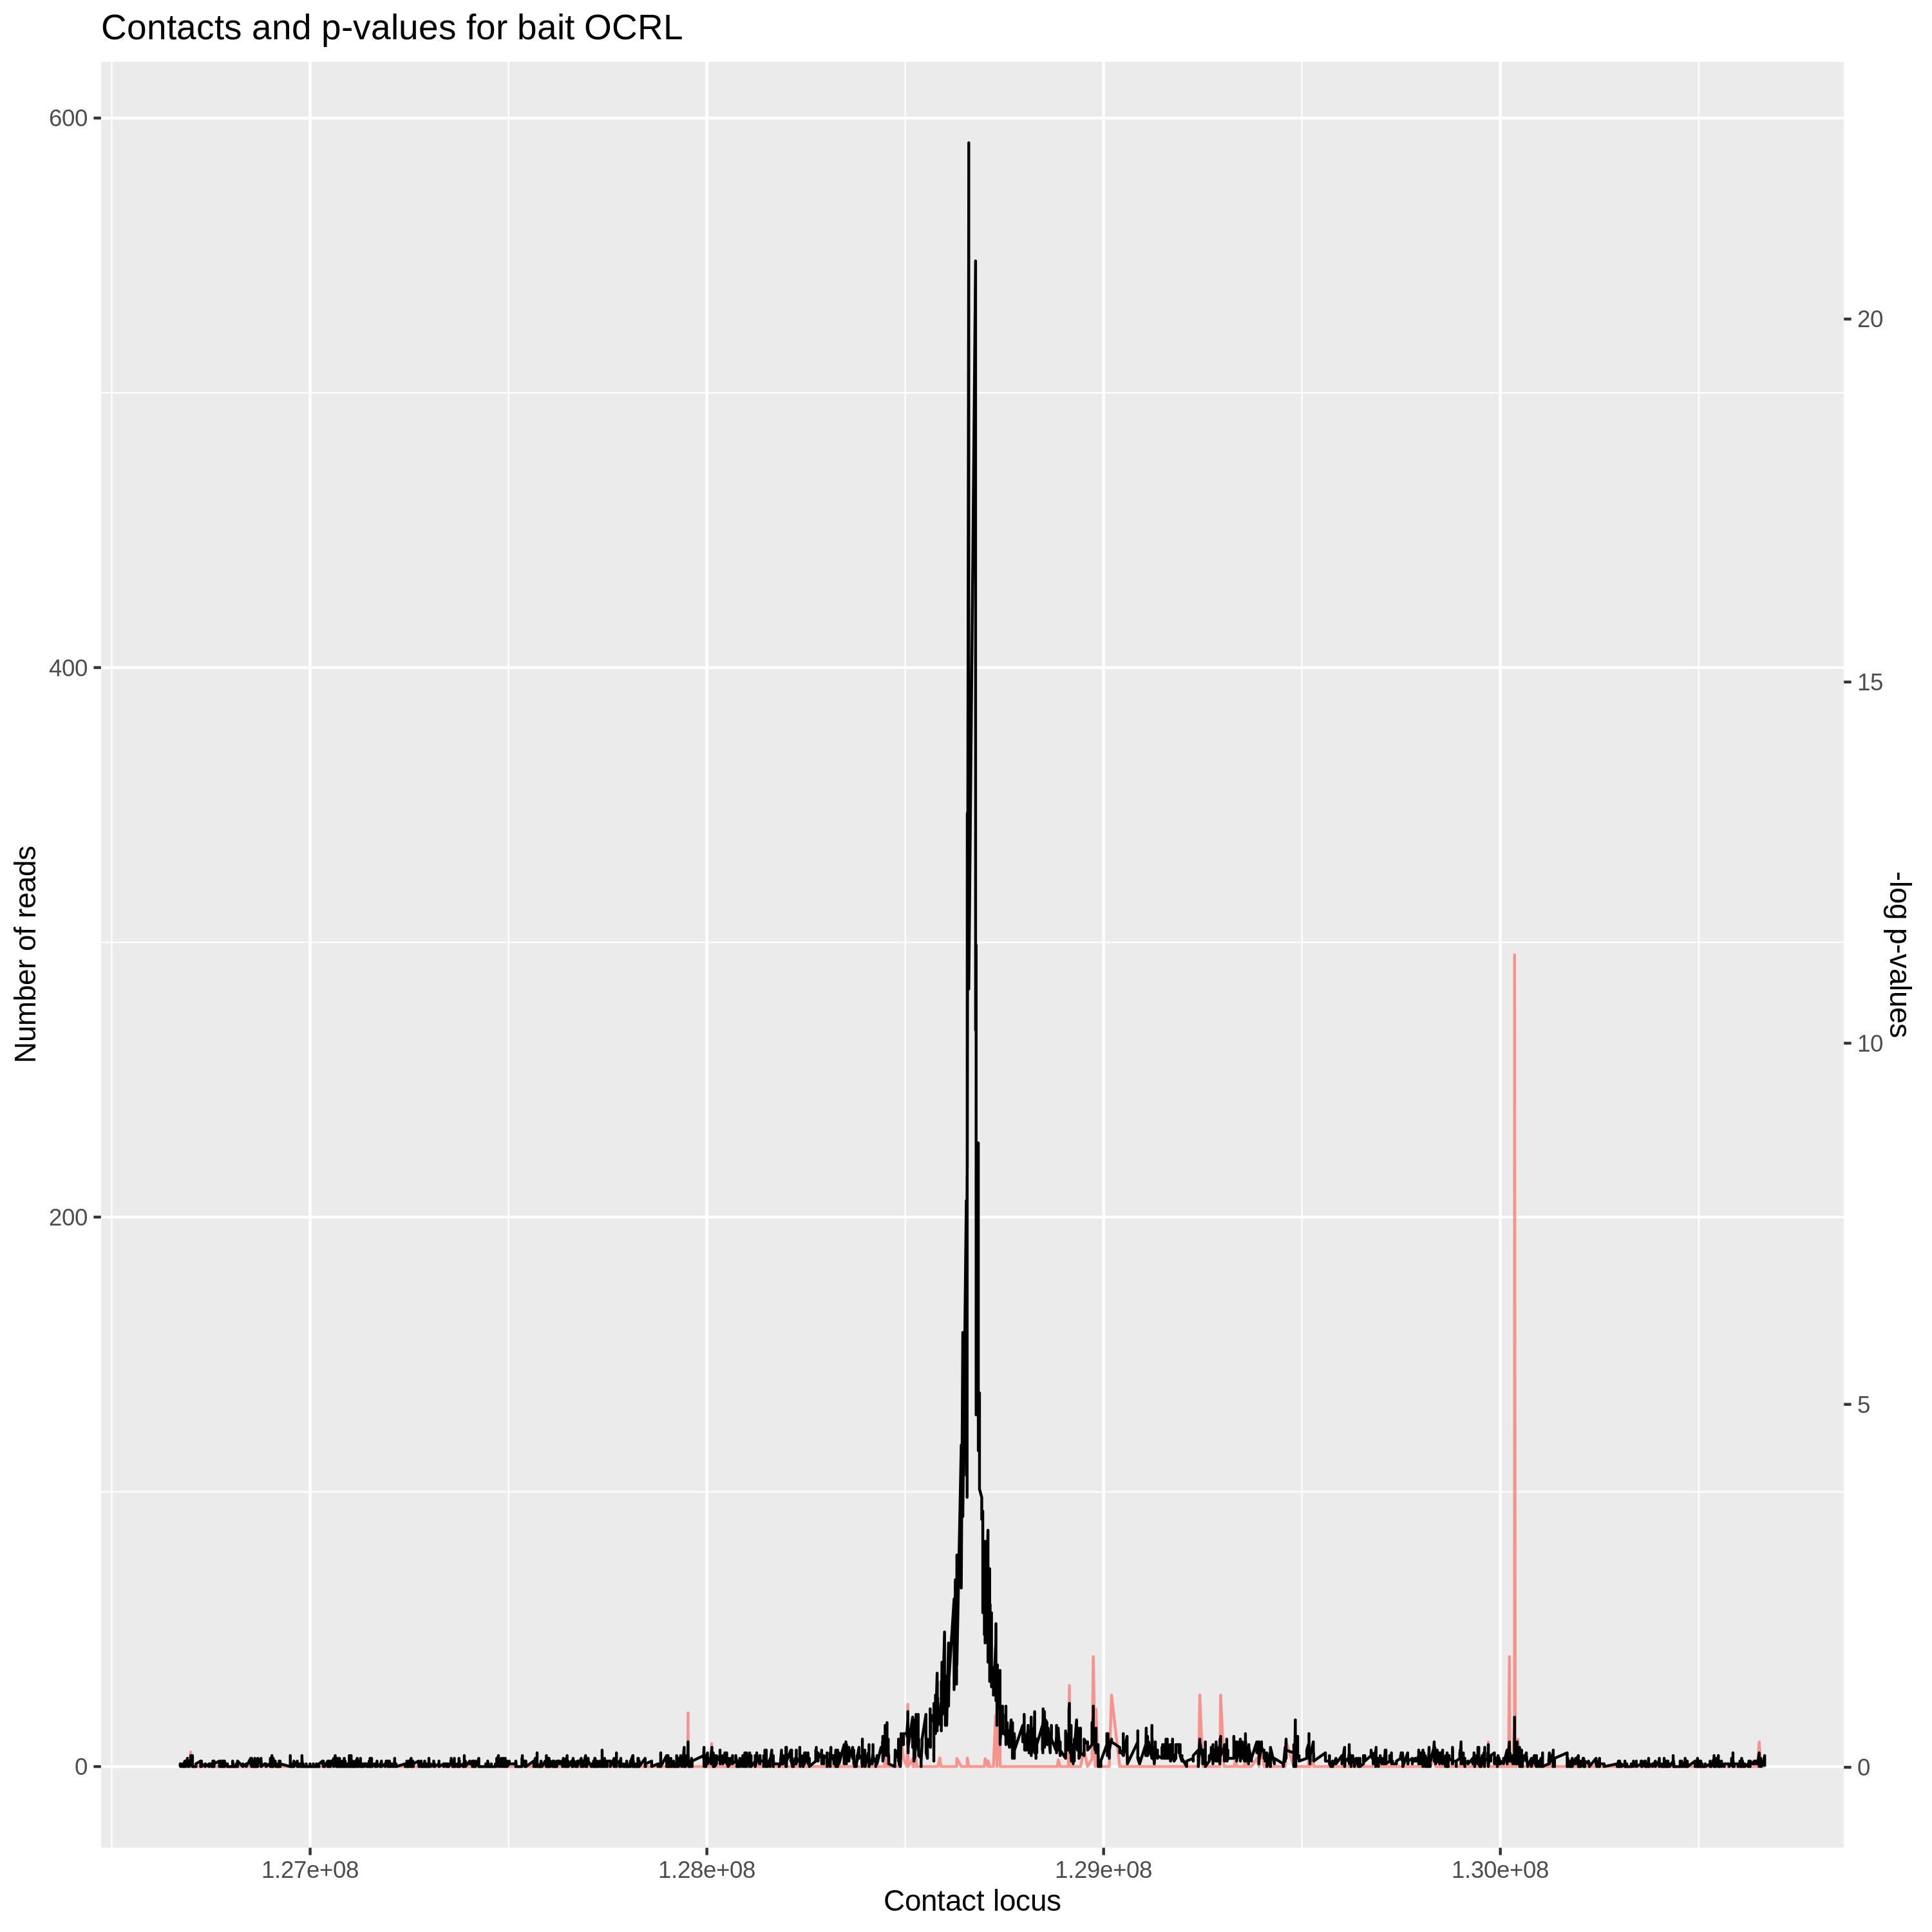 Contacts and p-values for bait OCRL
600
400
200
0
Number of reads
20
15
10
5
0
-log p-values
1.27e+08
1.28e+08
1.29e+08
1.30e+08
Contact locus